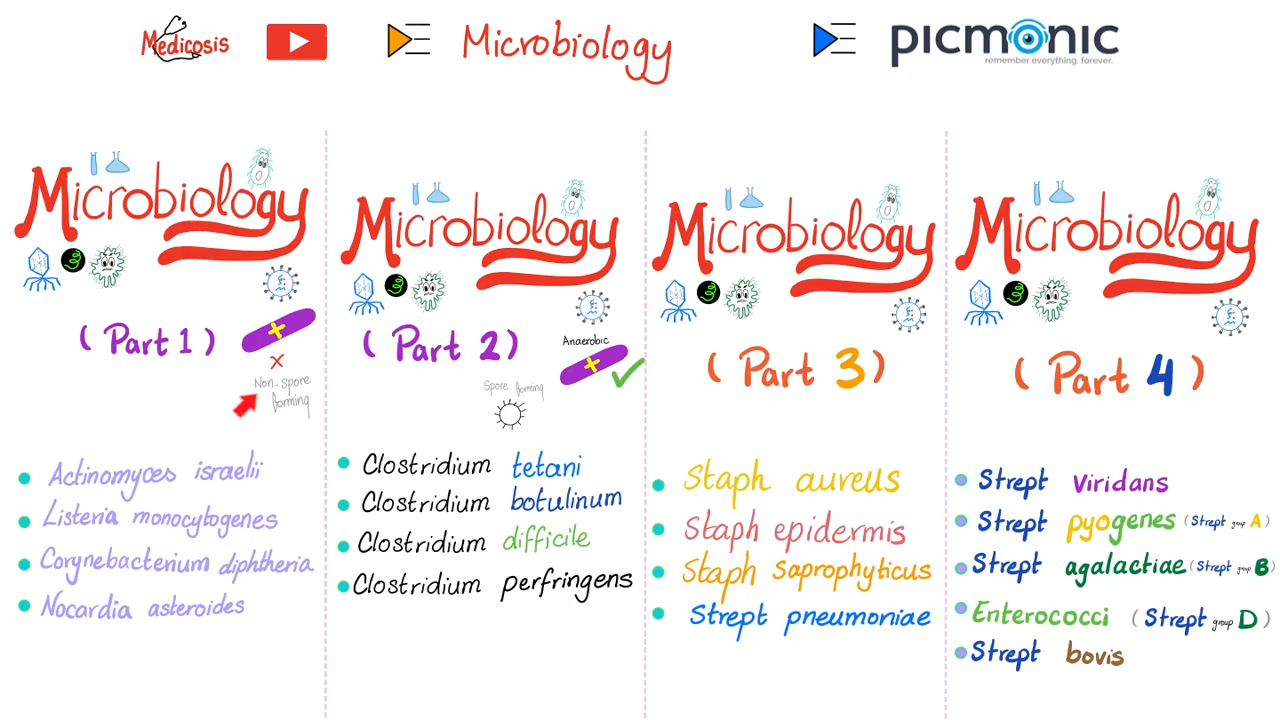 Medicosis
Microbiology
picmonic
remember everything. forever.
Microbiology
(Part 1)
+
X
Non-spore
forming
Actinomyces israelii
Listeria monocytogenes
Corynebacterium diphtheria
Nocardia asteroides
Microbiology
(Part 2)
Anaerobic
+
Spore forming
Clostridium tetani
Clostridium botulinum
Clostridium difficile
Clostridium perfringens
Microbiology
(Part 3)
Staph aureus
Staph epidermis
Staph saprophyticus
Strept pneumoniae
Microbiology
(Part 4)
Strept viridans
Strept pyogenes (Strept group A)
Strept agalactiae (Strept group B)
Enterococci (Strept group D)
Strept bovis